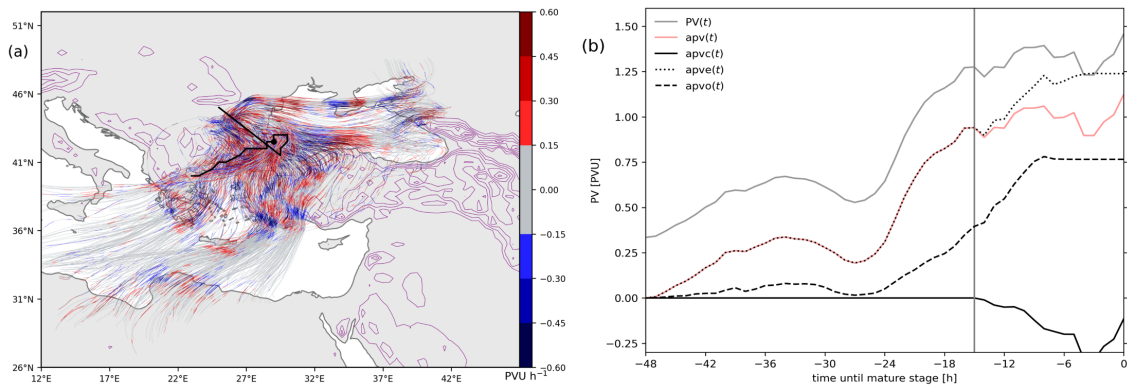 (a)
51°N
46°N
41°N
36°N
31°N
26°N
12°E
17°E
22°E
27°E
32°E
37°E
42°E
0.60
0.45
0.30
0.15
0.00
−0.15
−0.30
−0.45
−0.60
PVU h⁻¹
(b)
PV(t)
apv(t)
apvc(t)
apve(t)
apvo(t)
PV [PVU]
1.50
1.25
1.00
0.75
0.50
0.25
0.00
−0.25
−48
−42
−36
−30
−24
−18
−12
−6
0
time until mature stage [h]